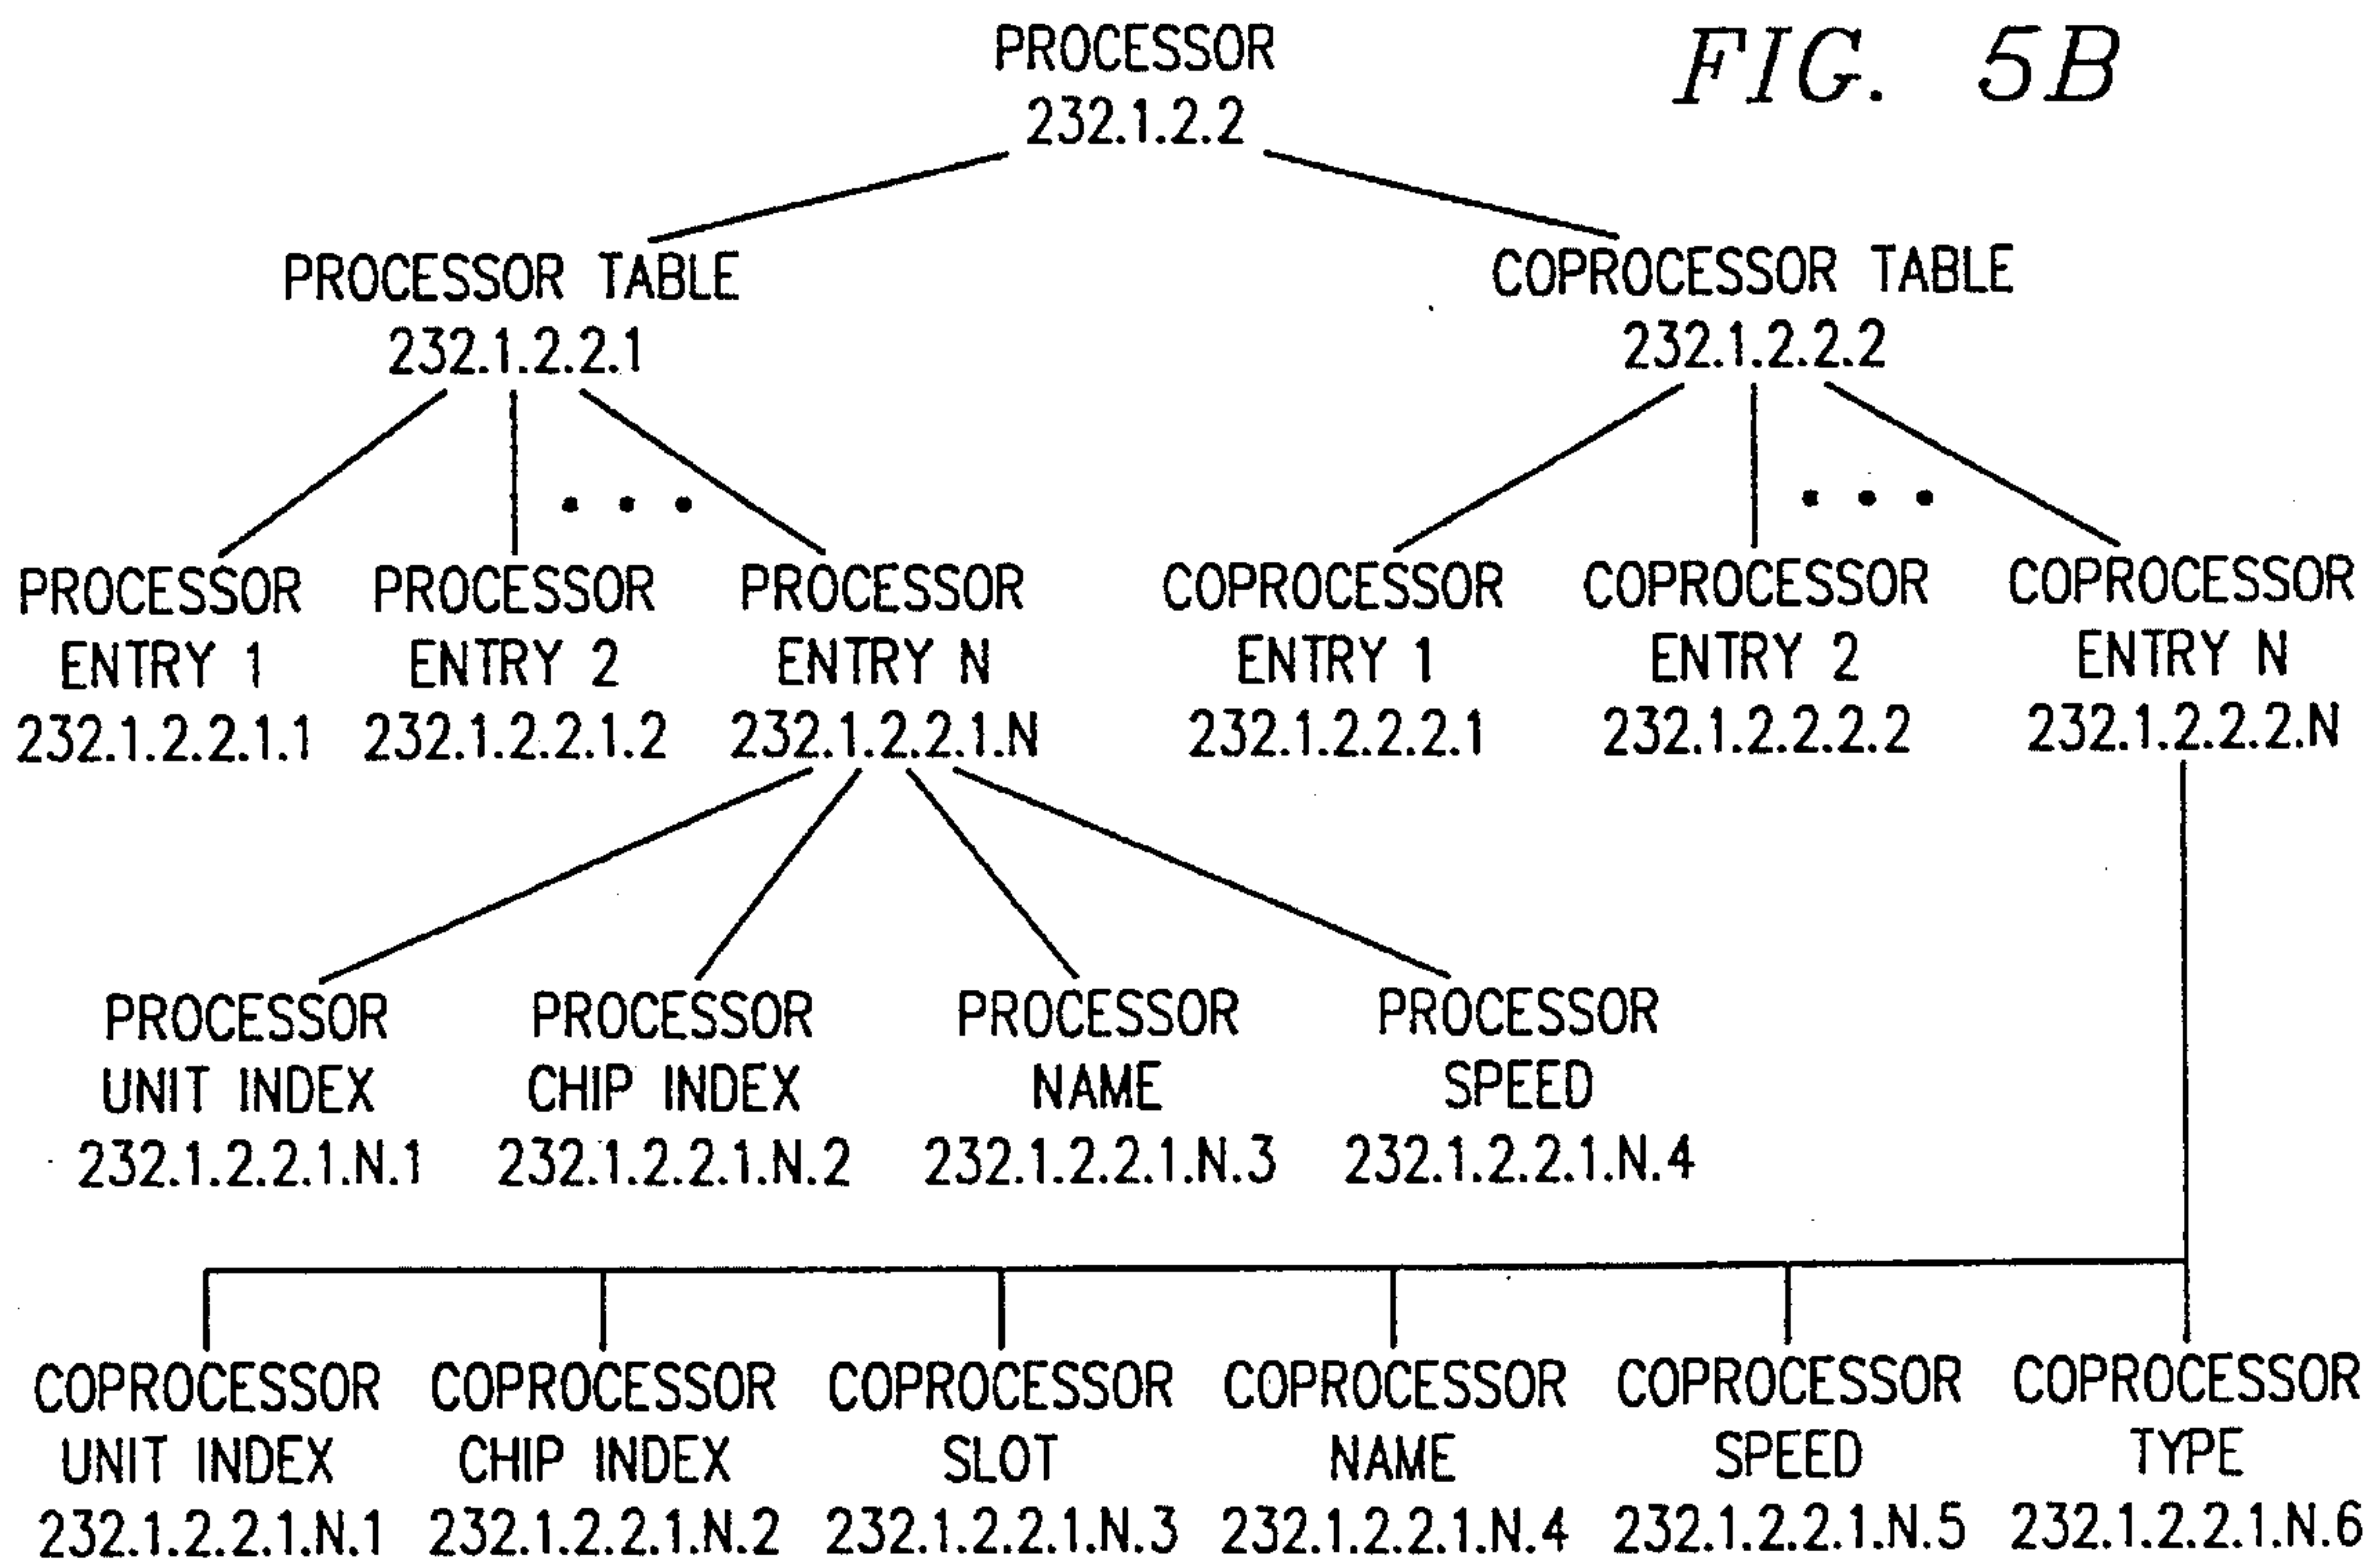 PROCESSOR
232.1.2.2
FIG. 5B
PROCESSOR TABLE
232.1.2.2.1
COPROCESSOR TABLE
232.1.2.2.2
PROCESSOR
ENTRY 1
232.1.2.2.1.1
PROCESSOR
ENTRY 2
232.1.2.2.1.2
PROCESSOR
ENTRY N
232.1.2.2.1.N
COPROCESSOR
ENTRY 1
232.1.2.2.2.1
COPROCESSOR
ENTRY 2
232.1.2.2.2.2
COPROCESSOR
ENTRY N
232.1.2.2.2.N
PROCESSOR
UNIT INDEX
232.1.2.2.1.N.1
PROCESSOR
CHIP INDEX
232.1.2.2.1.N.2
PROCESSOR
NAME
232.1.2.2.1.N.3
PROCESSOR
SPEED
232.1.2.2.1.N.4
COPROCESSOR
UNIT INDEX
232.1.2.2.1.N.1
COPROCESSOR
CHIP INDEX
232.1.2.2.1.N.2
COPROCESSOR
SLOT
232.1.2.2.1.N.3
COPROCESSOR
NAME
232.1.2.2.1.N.4
COPROCESSOR
SPEED
232.1.2.2.1.N.5
COPROCESSOR
TYPE
232.1.2.2.1.N.6